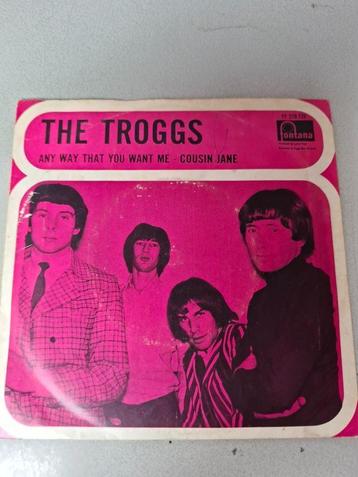 fontana
THE TROGGS
ANY WAY THAT YOU WANT ME - COUSIN JANE